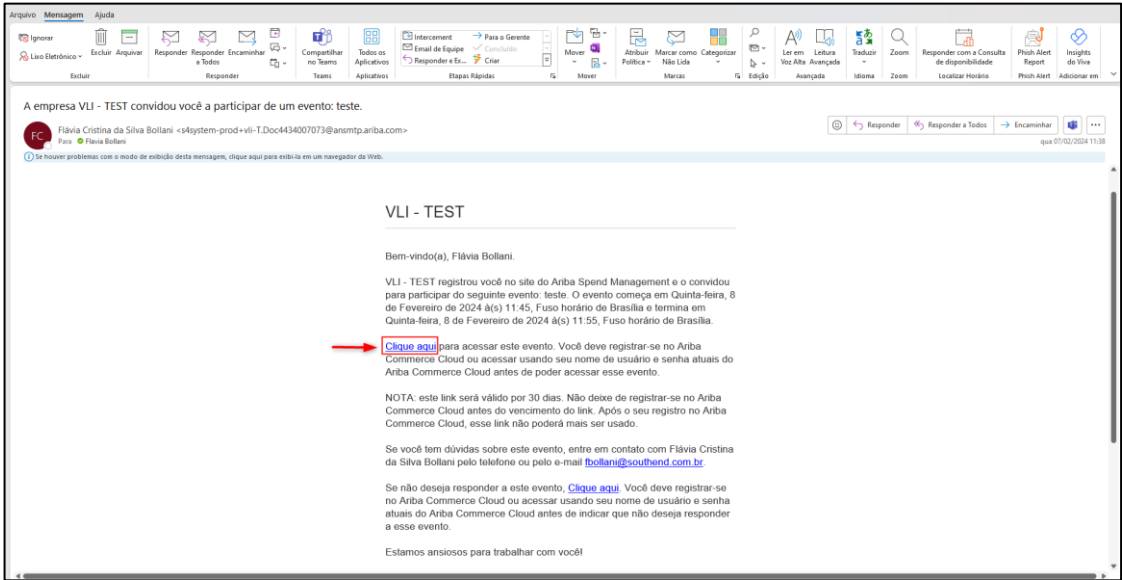 Arquivo Mensagem Ajuda
Ignorar
Lixo Eletrônico
Excluir
Arquivar
Excluir
Responder
Responder a Todos
Encaminhar
Responder
Compartilhar no Teams
Teams
Todos os Aplicativos
Aplicativos
Intercement
Email de Equipe
Responder e Ex...
Para o Gerente
Concluído
Criar
Etapas Rápidas
Mover
Mover
Atribuir Política
Marcar como Não Lida
Categorizar
Marcas
Edição
Ler em Voz Alta
Leitura Avançada
Avançada
Traduzir
Idioma
Zoom
Zoom
Responder com a Consulta de disponibilidade
Localizar Horário
Phish Alert Report
Phish Alert
Insights do Viva
Adicionar em
A empresa VLI - TEST convidou você a participar de um evento: teste.
FC
Flávia Cristina da Silva Bollani <s4system-prod+vli-T.Doc4434007073@ansmtp.ariba.com>
Para Flavia Bollani
Responder
Responder a Todos
Encaminhar
qua 07/02/2024 11:38
Se houver problemas com o modo de exibição desta mensagem, clique aqui para exibi-la em um navegador da Web.
VLI - TEST
Bem-vindo(a), Flávia Bollani.
VLI - TEST registrou você no site do Ariba Spend Management e o convidou
para participar do seguinte evento: teste. O evento começa em Quinta-feira, 8
de Fevereiro de 2024 à(s) 11:45, Fuso horário de Brasília e termina em
Quinta-feira, 8 de Fevereiro de 2024 à(s) 11:55, Fuso horário de Brasília.
Clique aqui para acessar este evento. Você deve registrar-se no Ariba
Commerce Cloud ou acessar usando seu nome de usuário e senha atuais do
Ariba Commerce Cloud antes de poder acessar esse evento.
NOTA: este link será válido por 30 dias. Não deixe de registrar-se no Ariba
Commerce Cloud antes do vencimento do link. Após o seu registro no Ariba
Commerce Cloud, esse link não poderá mais ser usado.
Se você tem dúvidas sobre este evento, entre em contato com Flávia Cristina
da Silva Bollani pelo telefone ou pelo e-mail fbollani@southend.com.br.
Se não deseja responder a este evento, Clique aqui. Você deve registrar-se
no Ariba Commerce Cloud ou acessar usando seu nome de usuário e senha
atuais do Ariba Commerce Cloud antes de indicar que não deseja responder
a esse evento.
Estamos ansiosos para trabalhar com você!